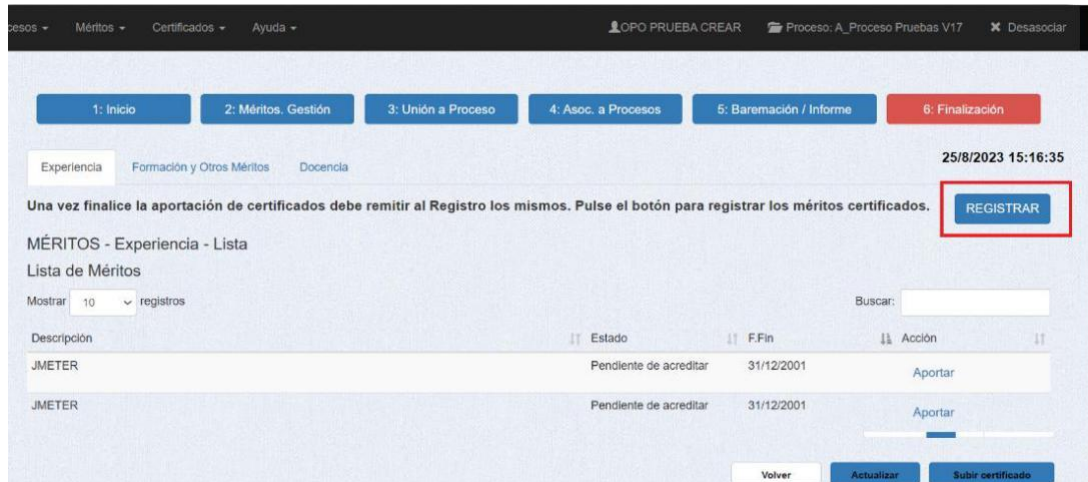 Méritos Certificados Ayuda OPO PRUEBA CREAR Proceso: A_Proceso Pruebas V17 Desasociar
1: Inicio 2: Méritos. Gestión 3: Unión a Proceso 4: Asoc. a Procesos 5: Baremación / Informe 6: Finalización
25/8/2023 15:16:35
Experiencia Formación y Otros Méritos Docencia
Una vez finalice la aportación de certificados debe remitir al Registro los mismos. Pulse el botón para registrar los méritos certificados. REGISTRAR
MÉRITOS - Experiencia - Lista
Lista de Méritos
Mostrar 10 registros Buscar:
Descripción Estado F.Fin Acción
JMETER Pendiente de acreditar 31/12/2001 Aportar
JMETER Pendiente de acreditar 31/12/2001 Aportar
Volver Actualizar Subir certificado